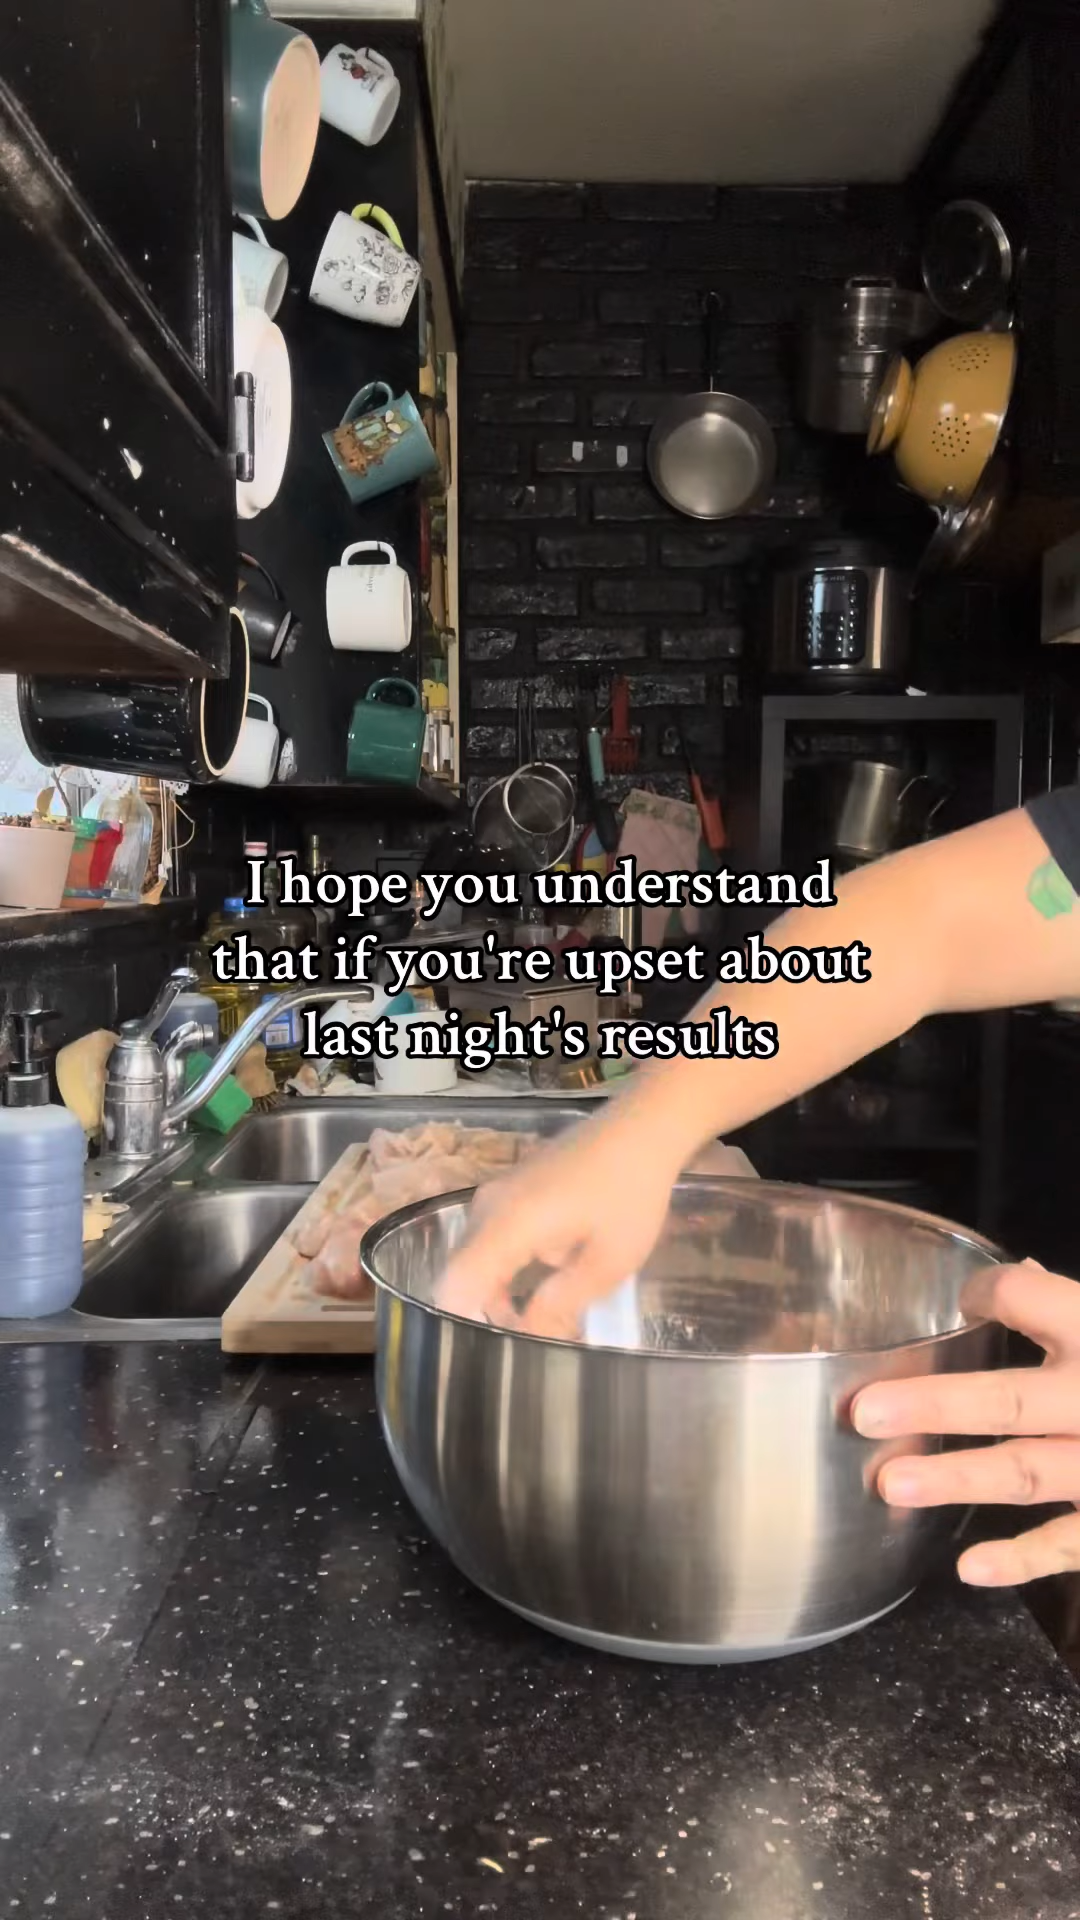 I hope you understand
that if you're upset about
last night's results